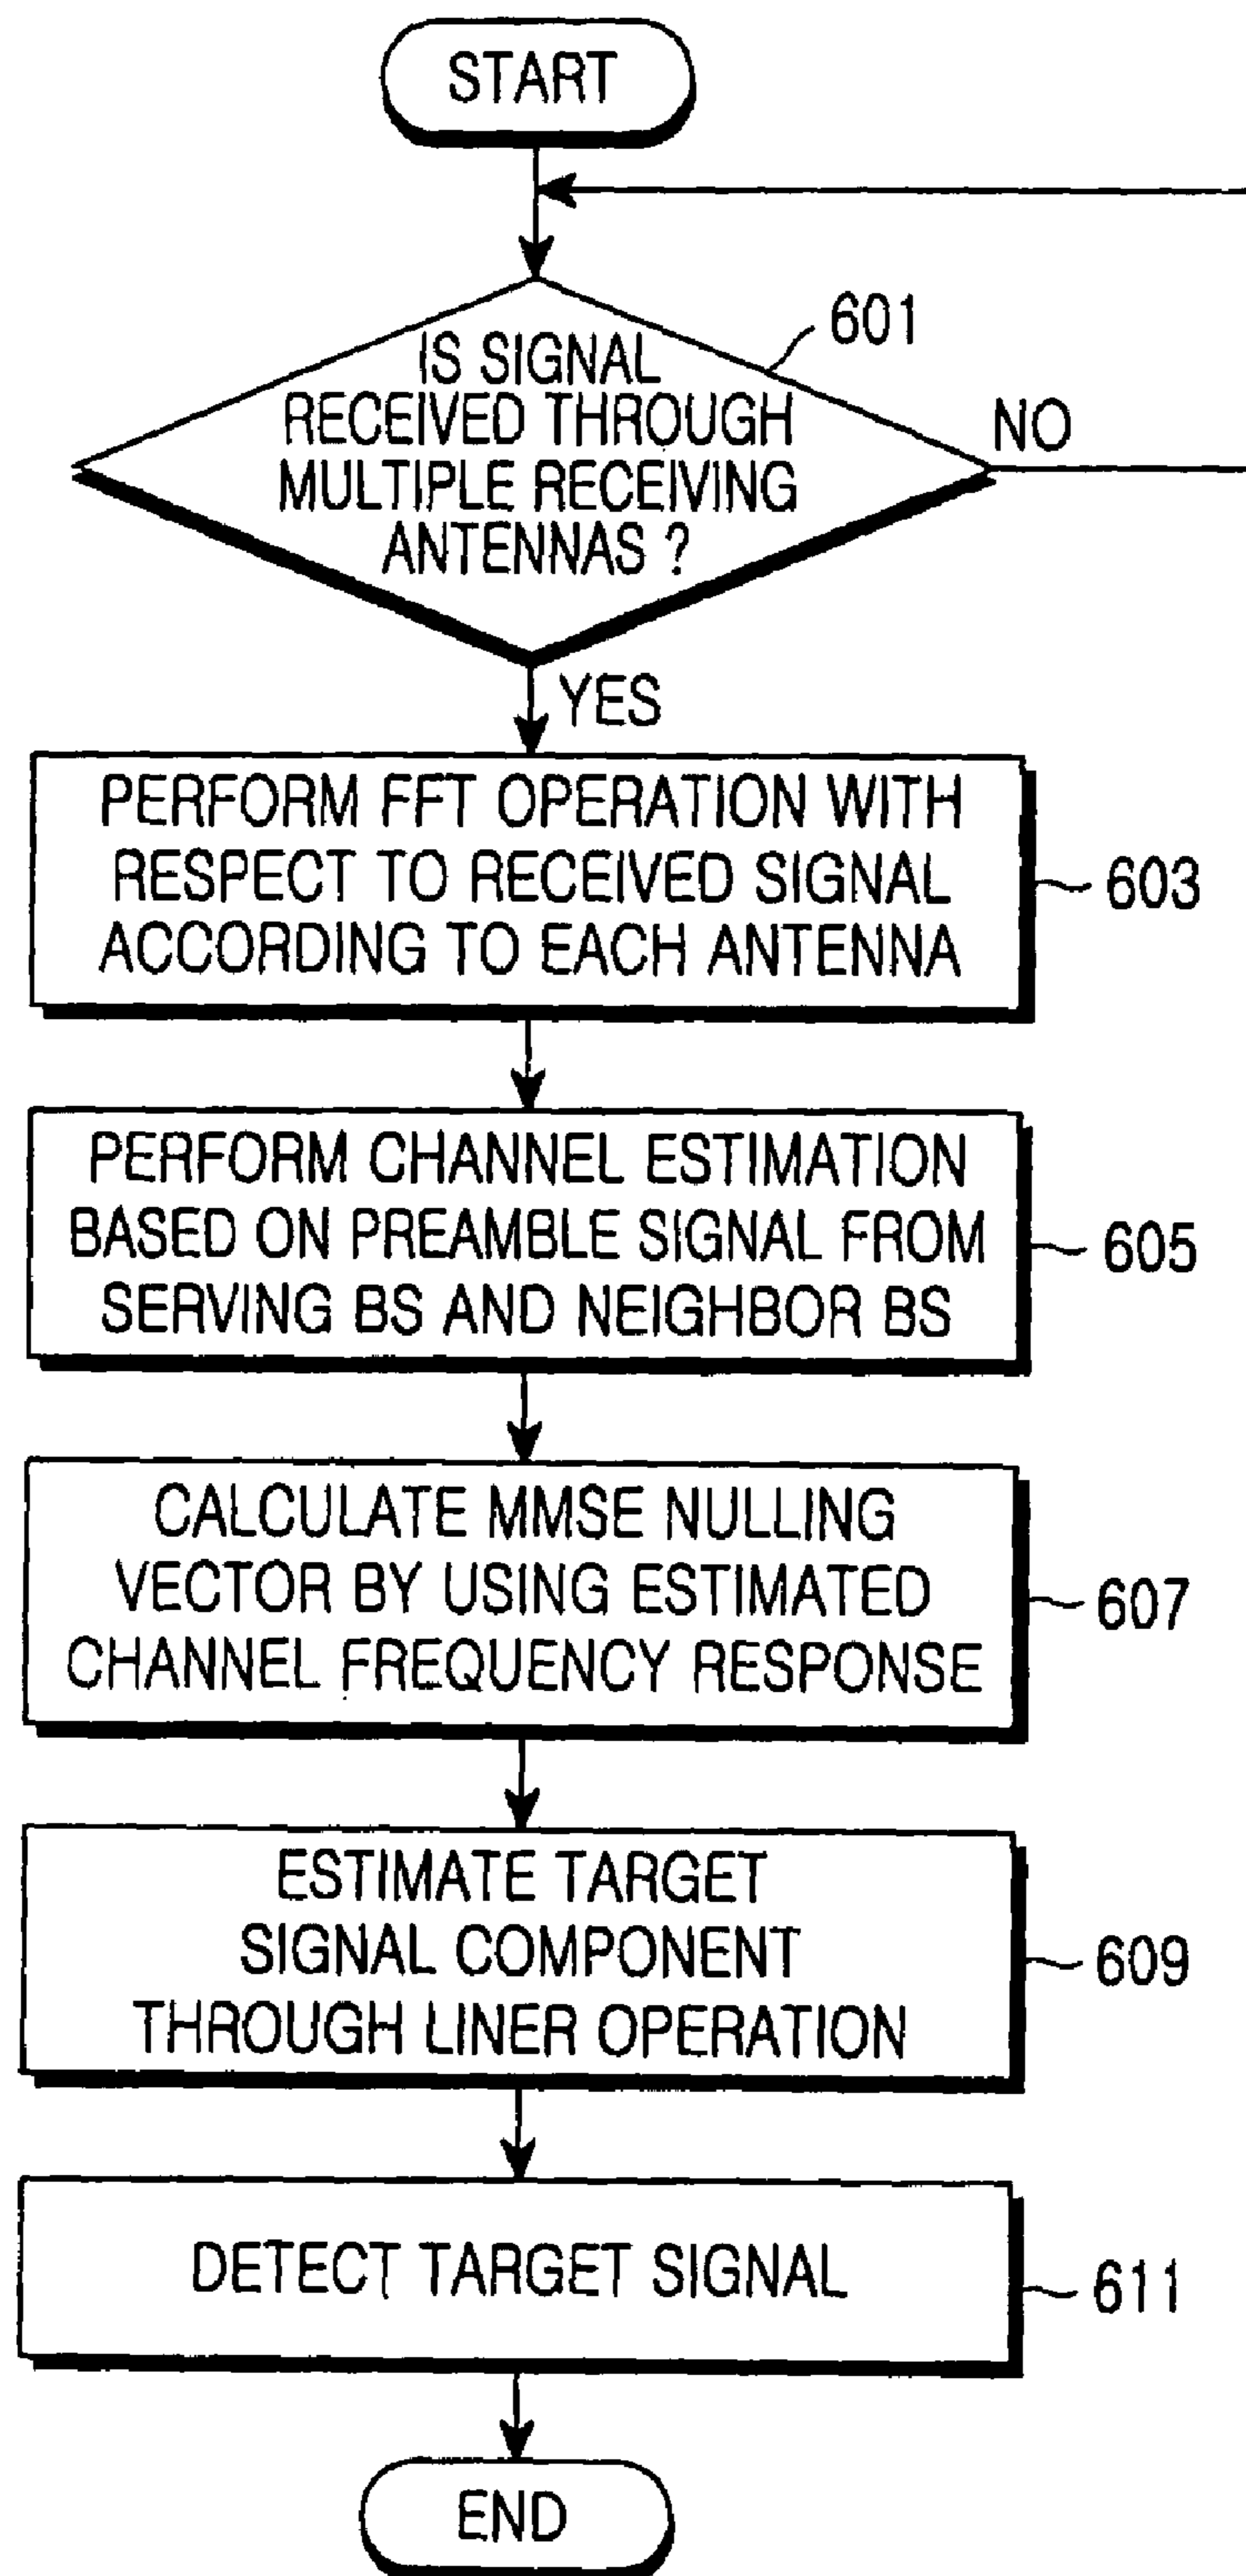 START
IS SIGNAL
601
RECEIVED THROUGH
NO
MULTIPLE RECEIVING
ANTENNAS ?
YES
PERFORM FFT OPERATION WITH
RESPECT TO RECEIVED SIGNAL
603
ACCORDING TO EACH ANTENNA
PERFORM CHANNEL ESTIMATION
BASED ON PREAMBLE SIGNAL FROM
605
SERVING BS AND NEIGHBOR BS
CALCULATE MMSE NULLING
VECTOR BY USING ESTIMATED
607
CHANNEL FREQUENCY RESPONSE
ESTIMATE TARGET
SIGNAL COMPONENT
609
THROUGH LINER OPERATION
DETECT TARGET SIGNAL
611
END